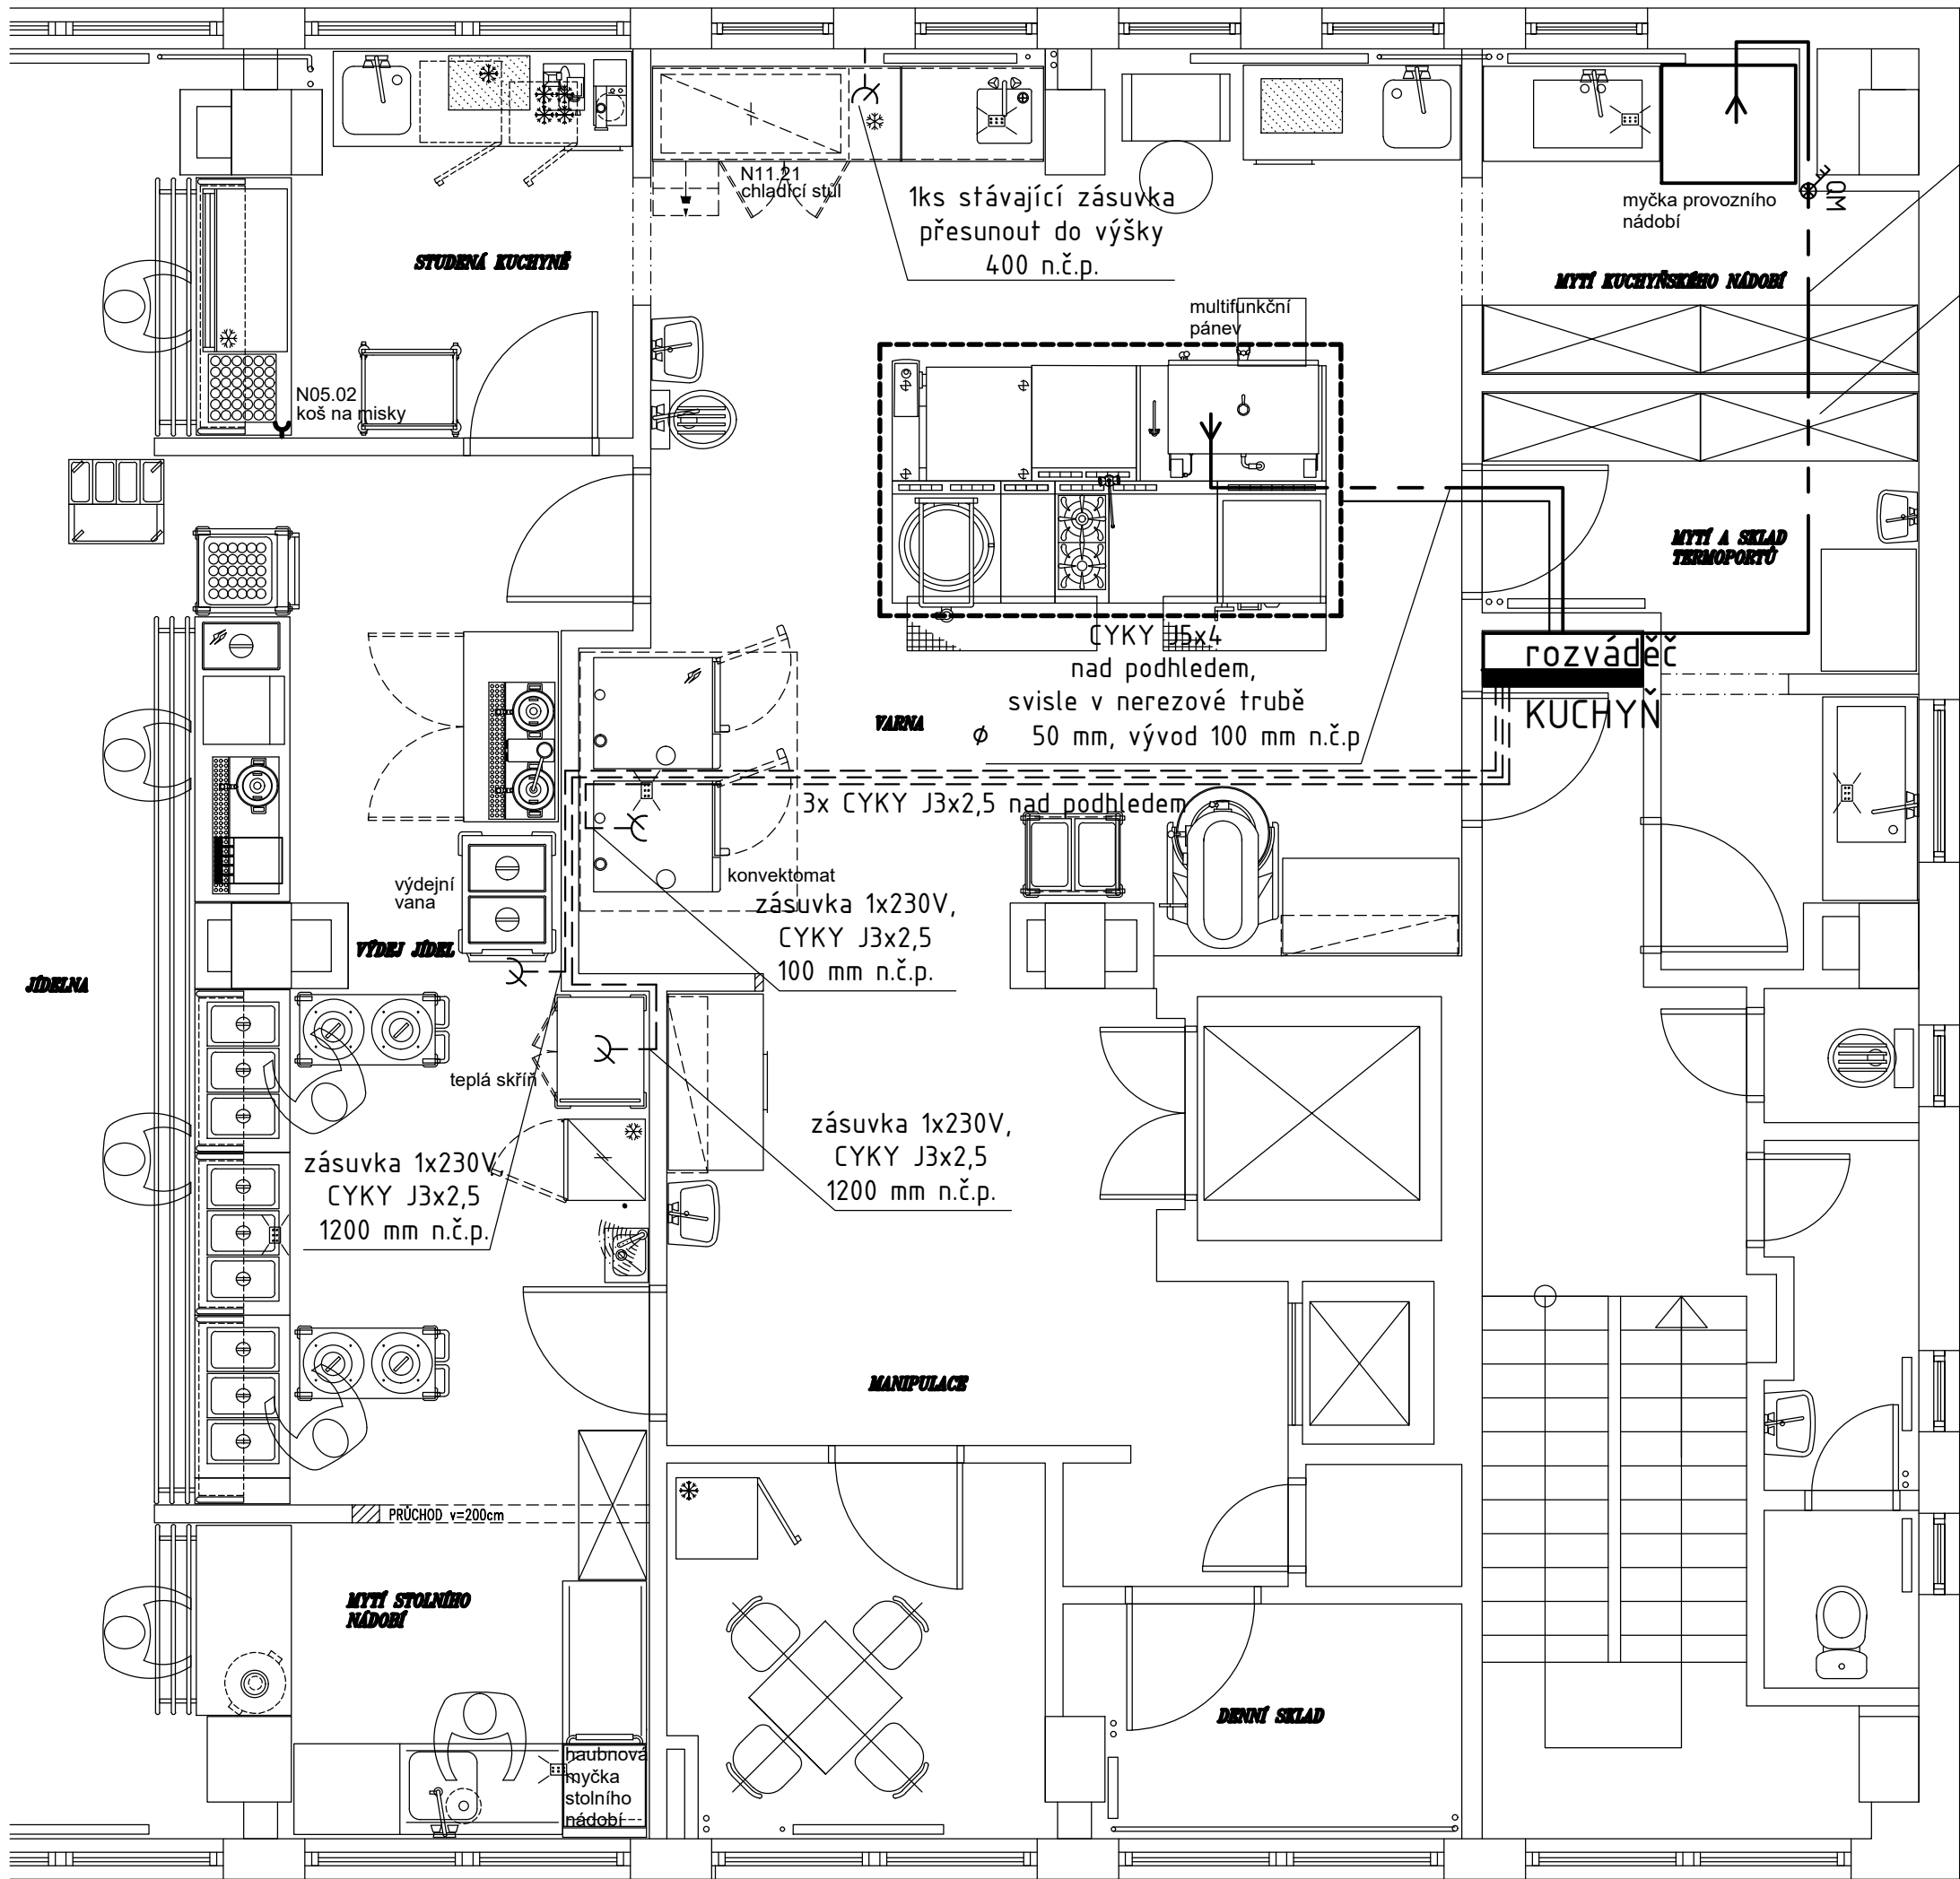 N11.21
chladící stůl
1ks stávající zásuvka
přesunout do výšky
400 n.č.p.
myčka provozního
nádobí
QM
STUDENÁ KUCHYNĚ
MYTÍ KUCHYŇSKÉHO NÁDOBÍ
multifunkční
pánev
N05.02
koš na misky
MYTÍ A SKLAD
TERMOPORTŮ
CYKY J5x4
nad podhledem,
svisle v nerezové trubě
ø 50 mm, vývod 100 mm n.č.p
rozváděč
KUCHYŇ
VARNA
3x CYKY J3x2,5 nad podhledem
konvektomat
výdejní
vana
zásuvka 1x230V,
CYKY J3x2,5
100 mm n.č.p.
VÝDEJ JÍDEL
JÍDELNA
teplá skříň
zásuvka 1x230V,
CYKY J3x2,5
1200 mm n.č.p.
zásuvka 1x230V
CYKY J3x2,5
1200 mm n.č.p.
MANIPULACE
PRŮCHOD v=200cm
MYTÍ STOLNÍHO
NÁDOBÍ
DENNÍ SKLAD
haubnová
myčka
stolního
nádobí